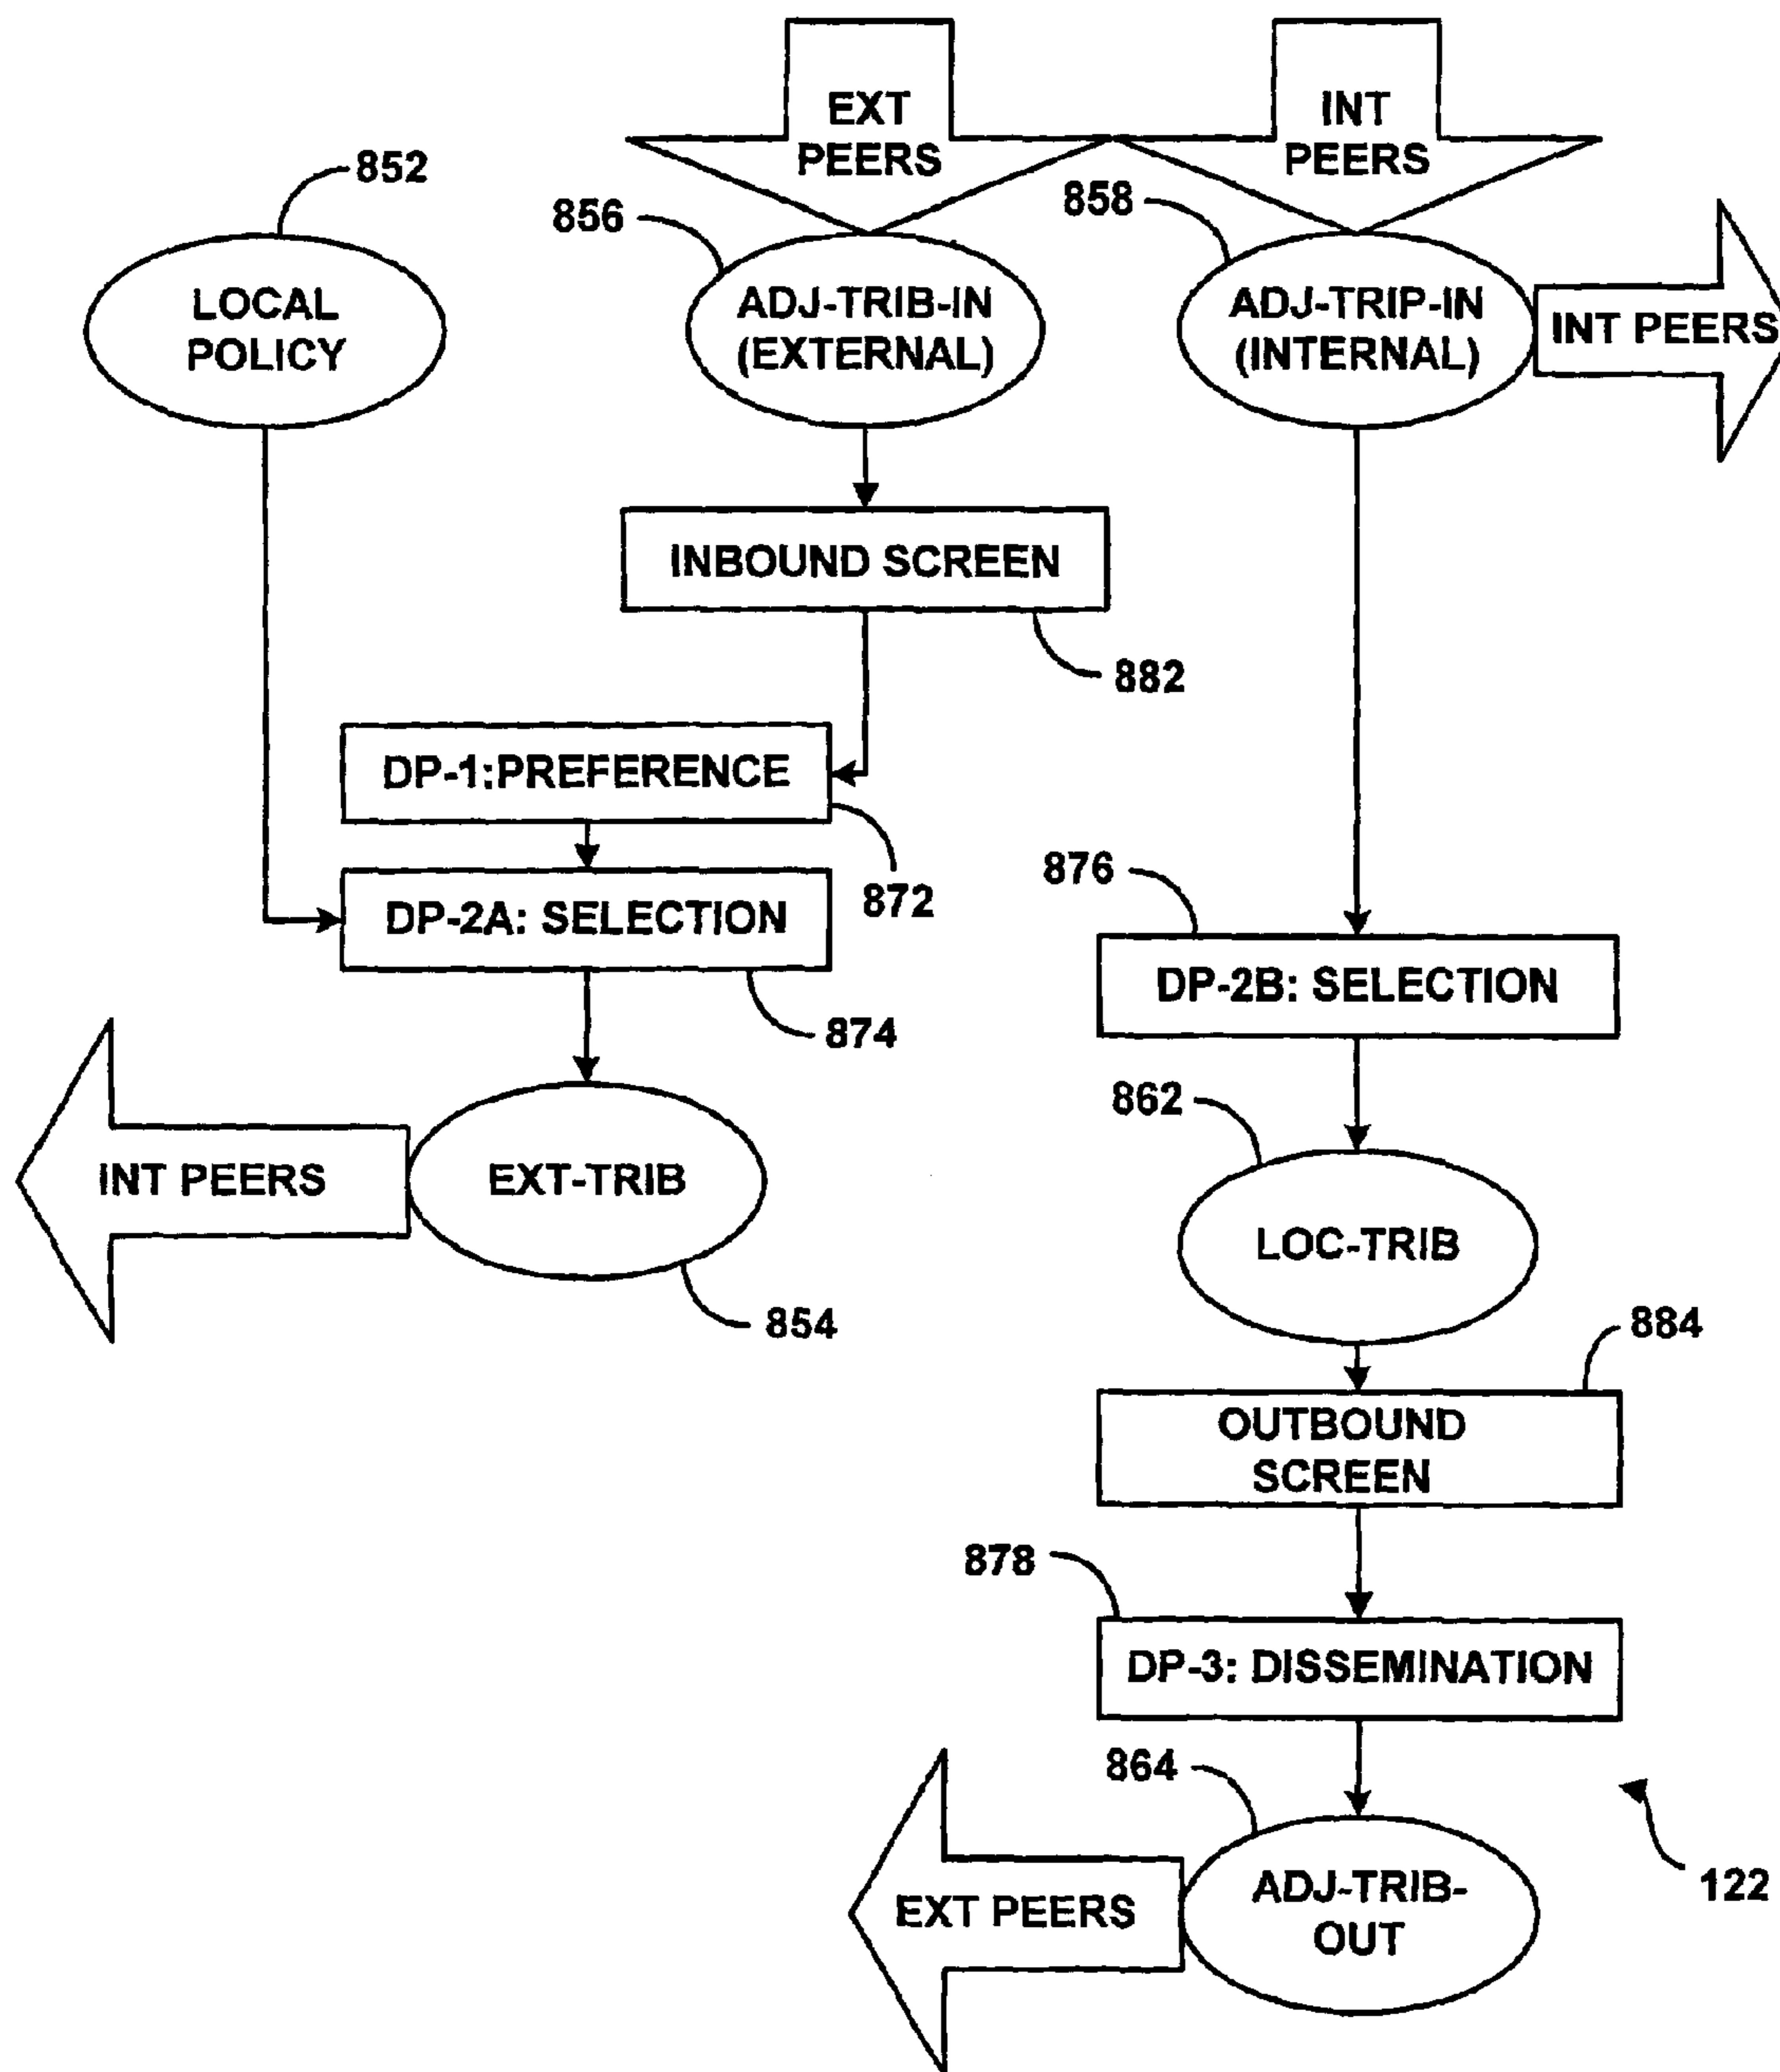 EXT
PEERS
INT
PEERS
852
856
858
LOCAL
POLICY
ADJ-TRIB-IN
(EXTERNAL)
ADJ-TRIP-IN
(INTERNAL)
INT PEERS
INBOUND SCREEN
882
DP-1:PREFERENCE
872
876
DP-2A: SELECTION
874
DP-2B: SELECTION
862
INT PEERS
EXT-TRIB
LOC-TRIB
854
884
OUTBOUND
SCREEN
878
DP-3: DISSEMINATION
864
122
EXT PEERS
ADJ-TRIB-
OUT